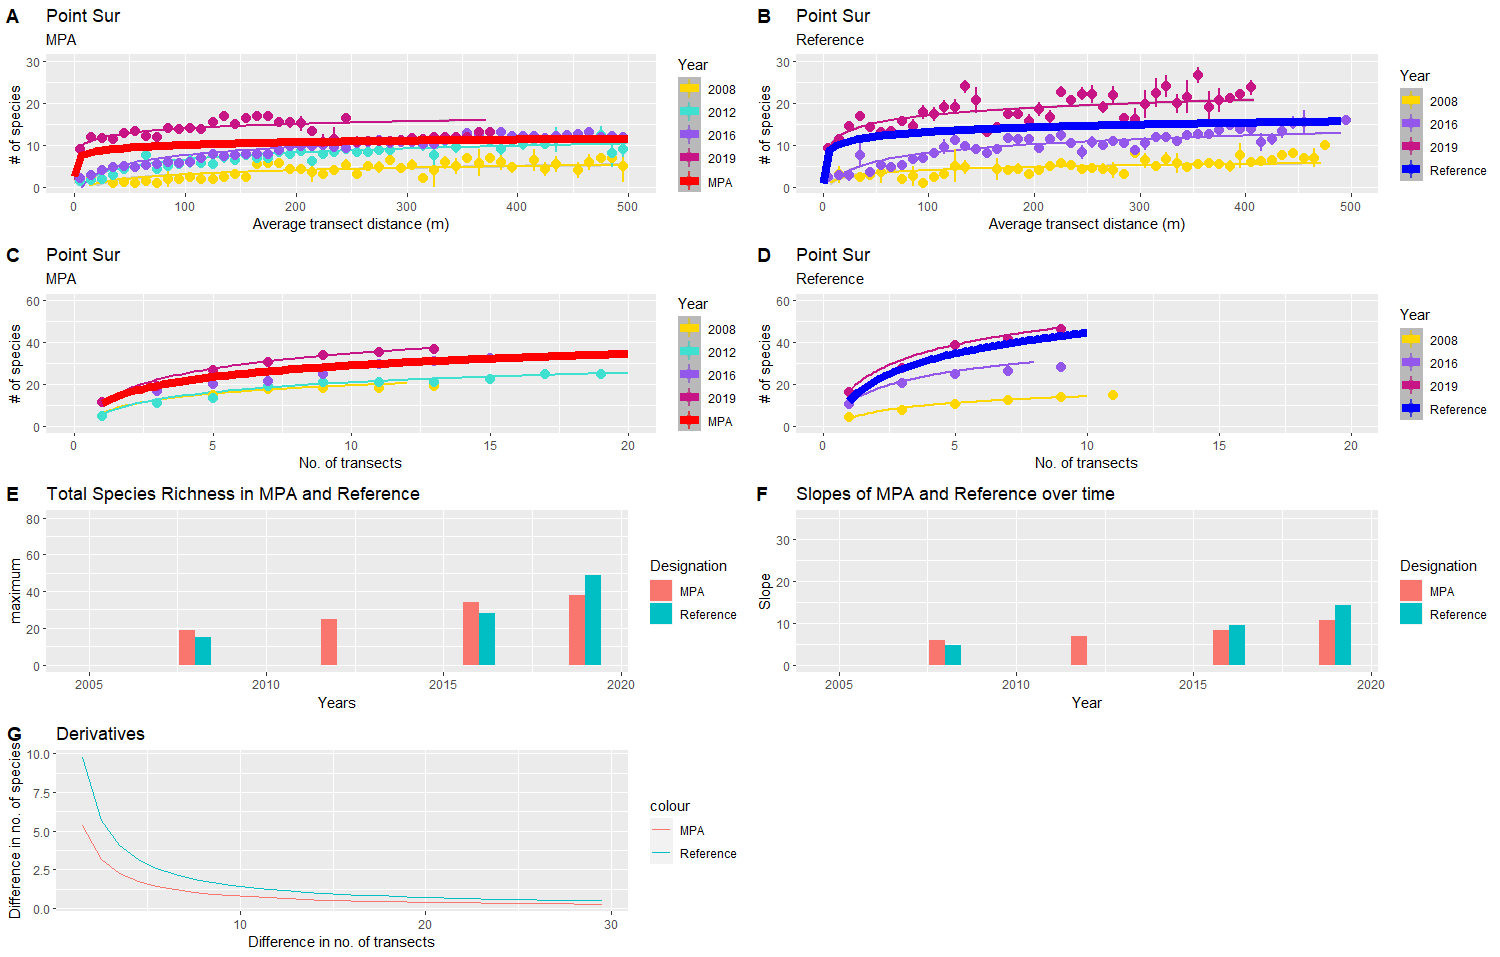 A
Point Sur
MPA
# of species
30
20
10
0
0 100 200 300 400 500
Average transect distance (m)
Year
2008
2012
2016
2019
MPA
B
Point Sur
Reference
# of species
30
20
10
0
0 100 200 300 400 500
Average transect distance (m)
Year
2008
2016
2019
Reference
C
Point Sur
MPA
# of species
60
40
20
0
0 5 10 15 20
No. of transects
Year
2008
2012
2016
2019
MPA
D
Point Sur
Reference
# of species
60
40
20
0
0 5 10 15 20
No. of transects
Year
2008
2016
2019
Reference
E
Total Species Richness in MPA and Reference
maximum
80
60
40
20
0
2005 2010 2015 2020
Years
Designation
MPA
Reference
F
Slopes of MPA and Reference over time
Slope
30
20
10
0
2005 2010 2015 2020
Year
Designation
MPA
Reference
G
Derivatives
Difference in no. of species
10.0
7.5
5.0
2.5
0.0
10 20 30
Difference in no. of transects
colour
MPA
Reference